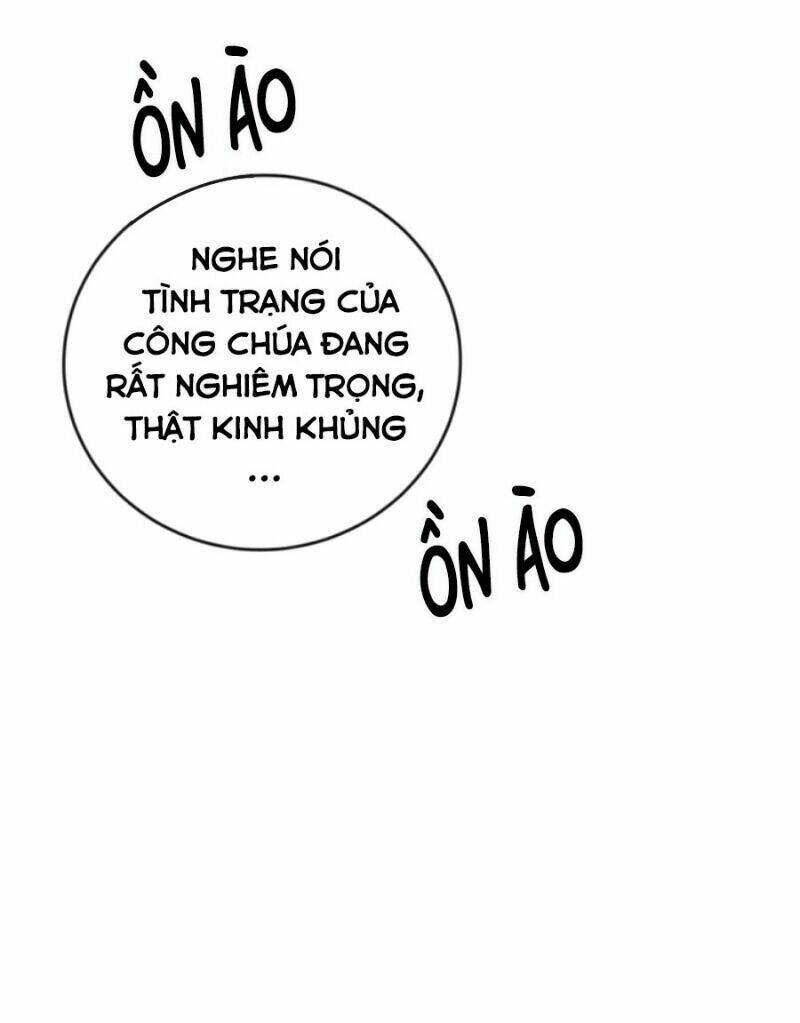 ỒN ÀO
NGHE NÓI
TÌNH TRẠNG CỦA
CÔNG CHÚA ĐANG
RẤT NGHIÊM TRỌNG,
THẬT KINH KHỦNG
...
ỒN ÀO